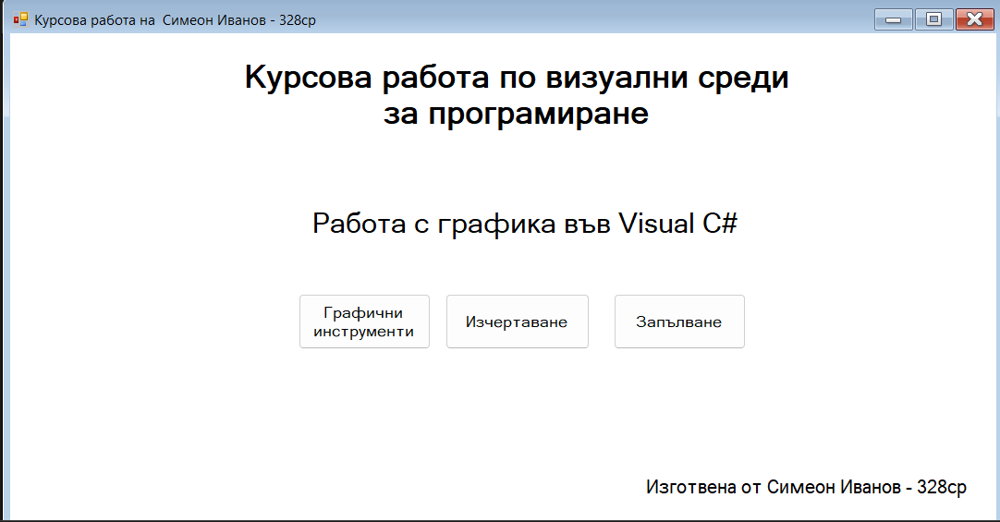 Курсова работа на  Симеон Иванов - 328ср
Курсова работа по визуални среди
за програмиране
Работа с графика във Visual C#
Графични
инструменти
Изчертаване
Запълване
Изготвена от Симеон Иванов - 328ср